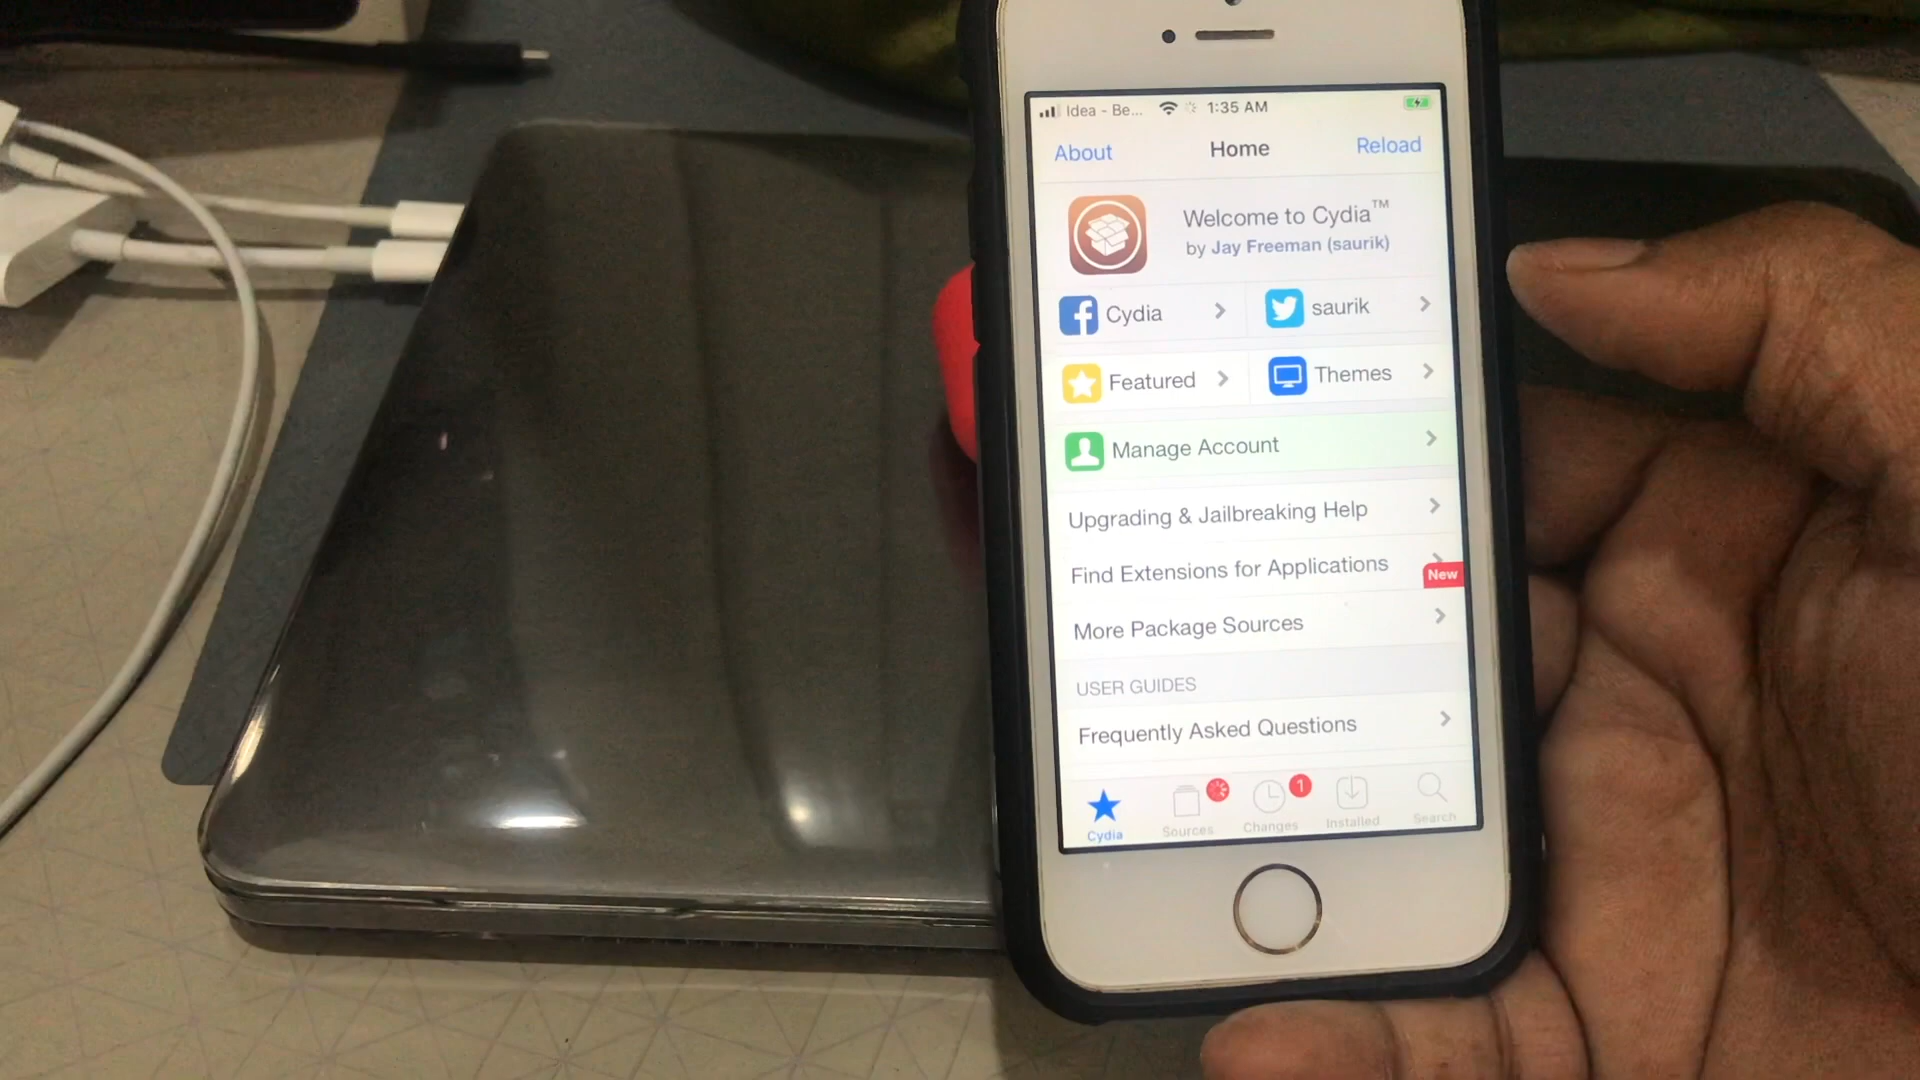 Idea - Be... 1:35 AM
About Home Reload
Welcome to Cydia™
by Jay Freeman (saurik)
Cydia saurik
Featured Themes
Manage Account
Upgrading & Jailbreaking Help
Find Extensions for Applications
New
More Package Sources
USER GUIDES
Frequently Asked Questions
1
Cydia Sources Changes Installed Search